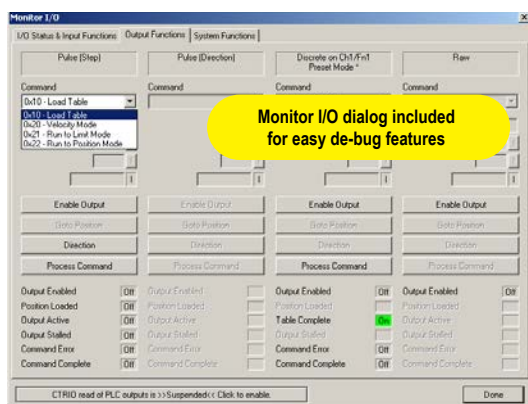 Monitor I/O
I/O Status & Input Functions Output Functions System Functions
Pulse (Step) Pulse (Direction) Discrete on Ch1/Fn1 Raw
Preset Mode *
Command Command Command Command
0x10 - Load Table
0x10 - Load Table
0x20 - Velocity Mode
0x21 - Run to Limit Mode
0x22 - Run to Position Mode
Monitor I/O dialog included
for easy de-bug features
Enable Output Enable Output Enable Output Enable Output
Goto Position Goto Position Goto Position Goto Position
Direction Direction Direction Direction
Process Command Process Command Process Command Process Command
Output Enabled Off Output Enabled Output Enabled Off Output Enabled Off
Position Loaded Off Position Loaded Position Loaded Position Loaded
Output Active Off Output Active Table Complete On Output Active
Output Stalled Off Output Stalled Output Stalled Output Stalled
Command Error Off Command Error Command Error Off Command Error
Command Complete Off Command Complete Command Complete Off Command Complete
CTRIO read of PLC outputs is >>Suspended<< Click to enable.
Done